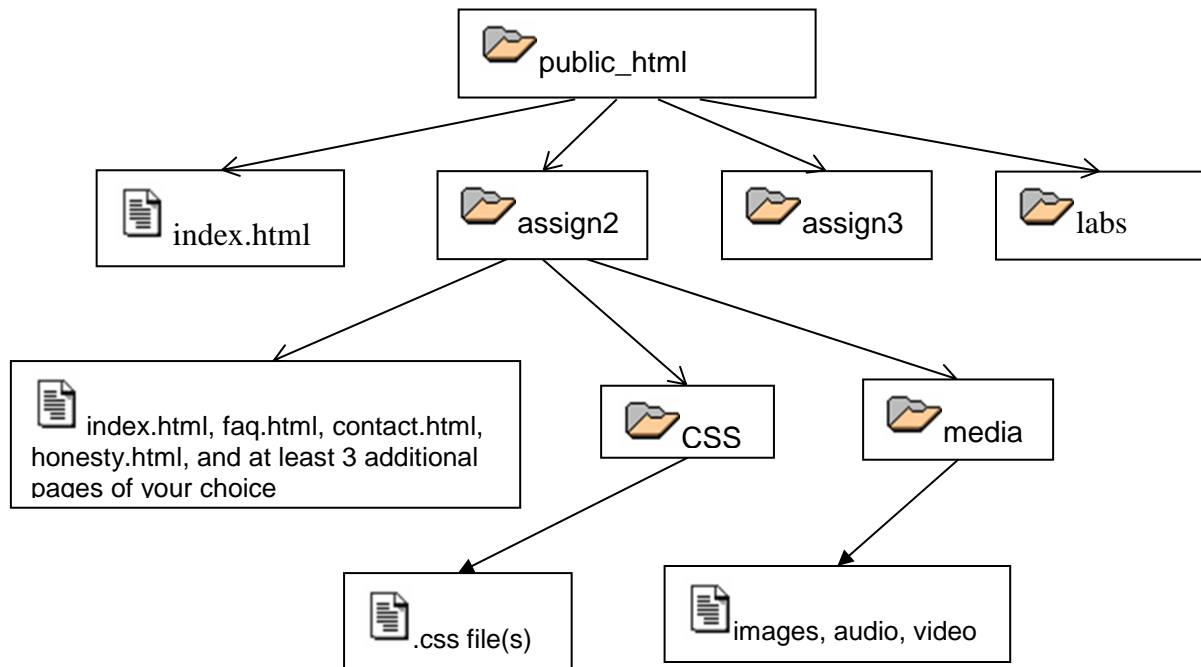 public_html
index.html
assign2
assign3
labs
index.html, faq.html, contact.html,
honesty.html, and at least 3 additional
pages of your choice
CSS
media
.css file(s)
images, audio, video